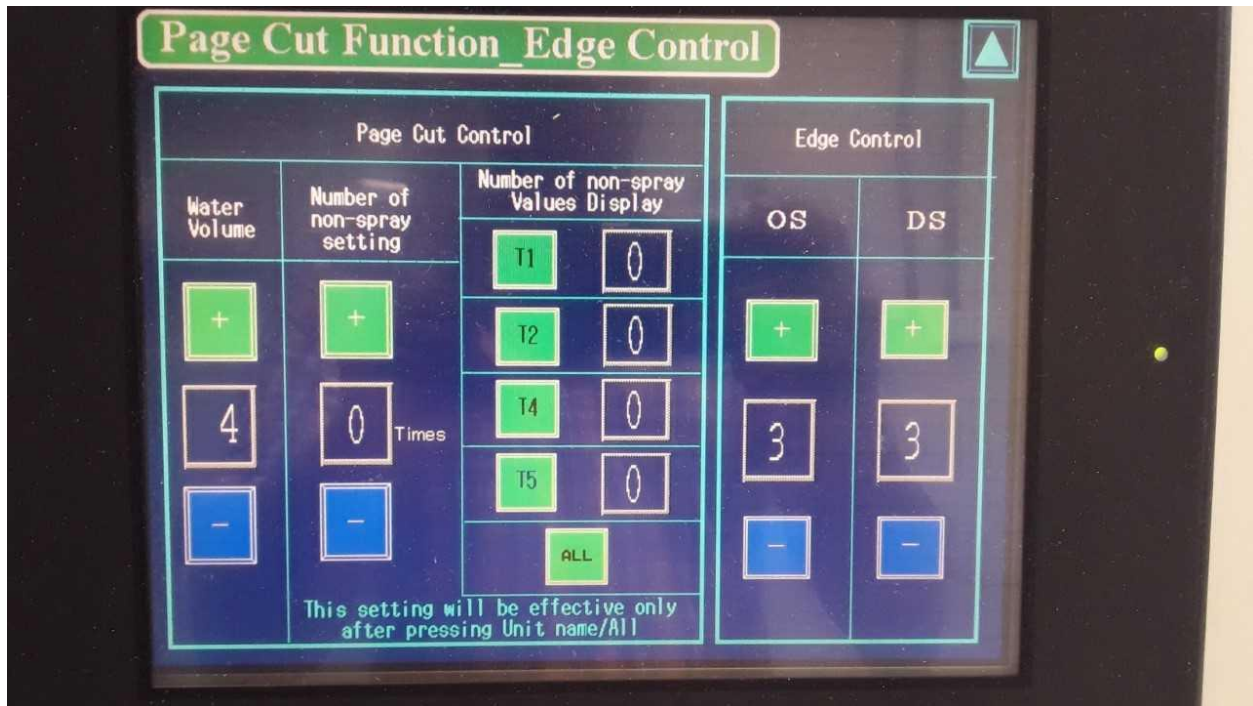 Page Cut Function_Edge Control
Page Cut Control
Edge Control
Water
Volume
Number of
non-spray
setting
Number of non-spray
Values Display
OS
DS
T1
0
+
+
+
+
T2
0
4
0
Times
T4
0
3
3
T5
0
-
-
-
-
ALL
This setting will be effective only
after pressing Unit name/All